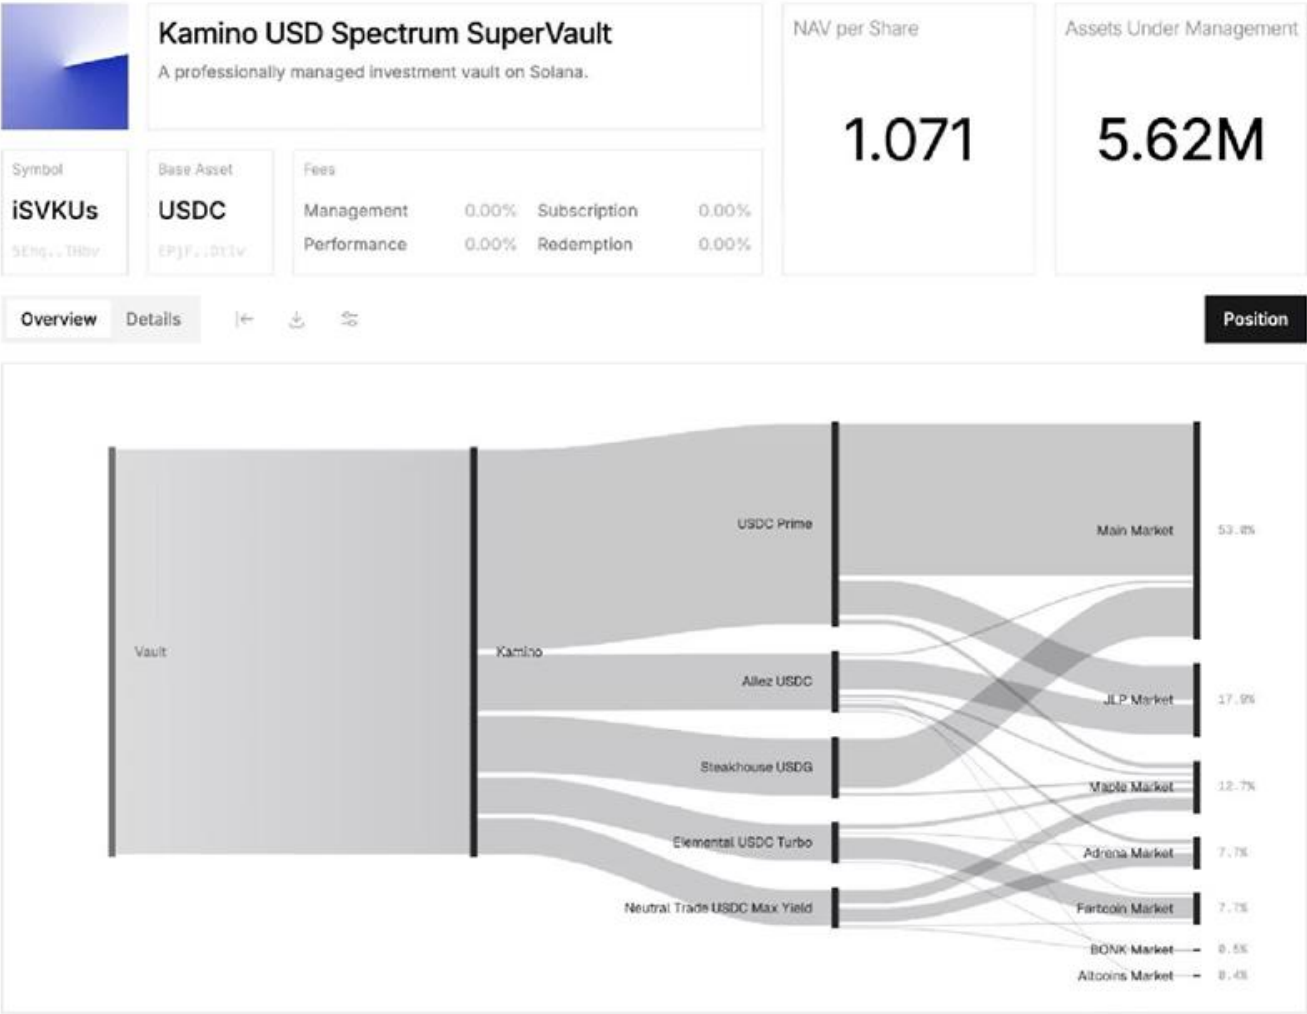 Kamino USD Spectrum SuperVault
A professionally managed investment vault on Solana.
NAV per Share
1.071
Assets Under Management
5.62M
Symbol
iSVKUs
Base Asset
USDC
Fees
Management 0.00% Subscription 0.00%
Performance 0.00% Redemption 0.00%
Overview Details
Position
Vault
Kamino
USDC Prime
Allez USDC
Steakhouse USDG
Elemental USDC Turbo
Neutral Trade USDC Max Yield
Main Market
JLP Market 17.9%
Maple Market 12.7%
Adrena Market 7.7%
Fartcoin Market 7.7%
BONK Market 0.5%
Altcoins Market 0.4%